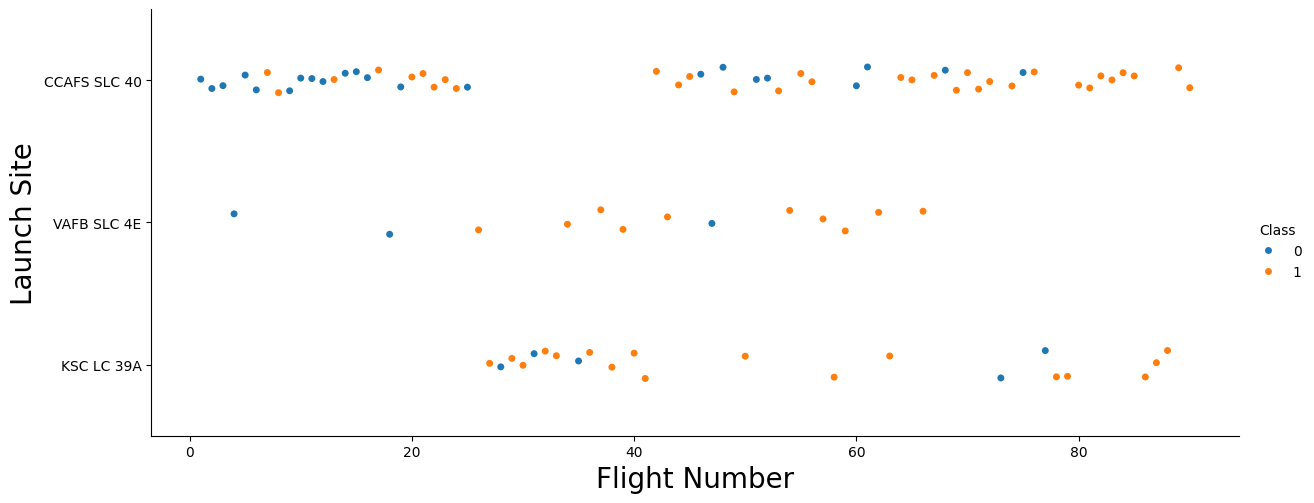 Launch Site
CCAFS SLC 40
VAFB SLC 4E
KSC LC 39A
0
20
40
60
80
Flight Number
Class
0
1